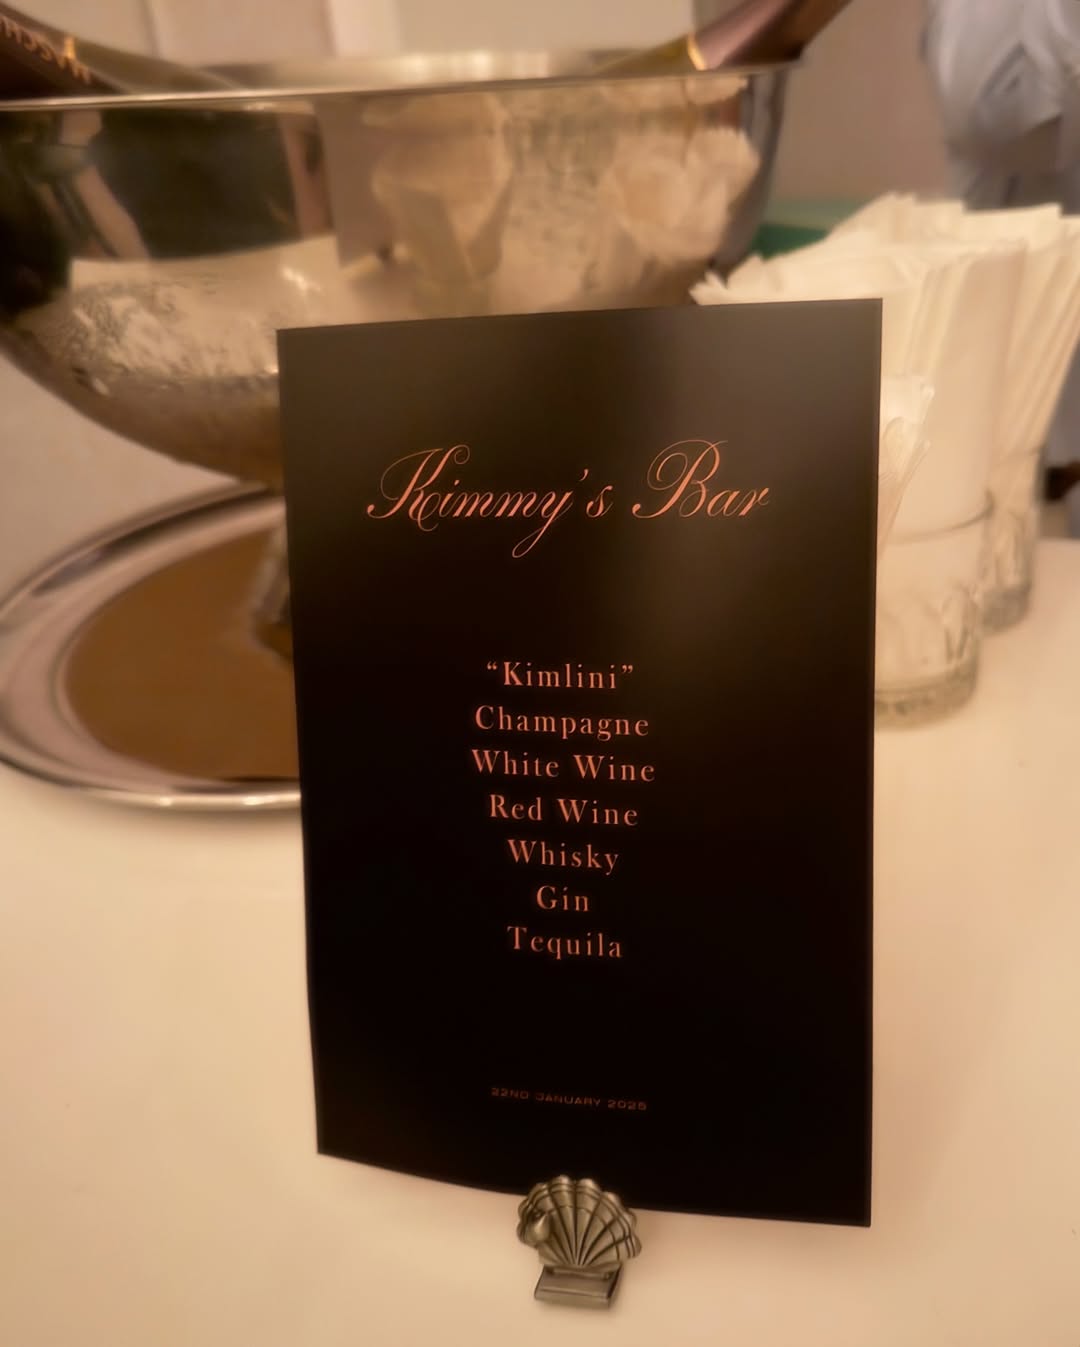 Kimmy's Bar
“Kimlini”
Champagne
White Wine
Red Wine
Whisky
Gin
Tequila
22ND JANUARY 2025